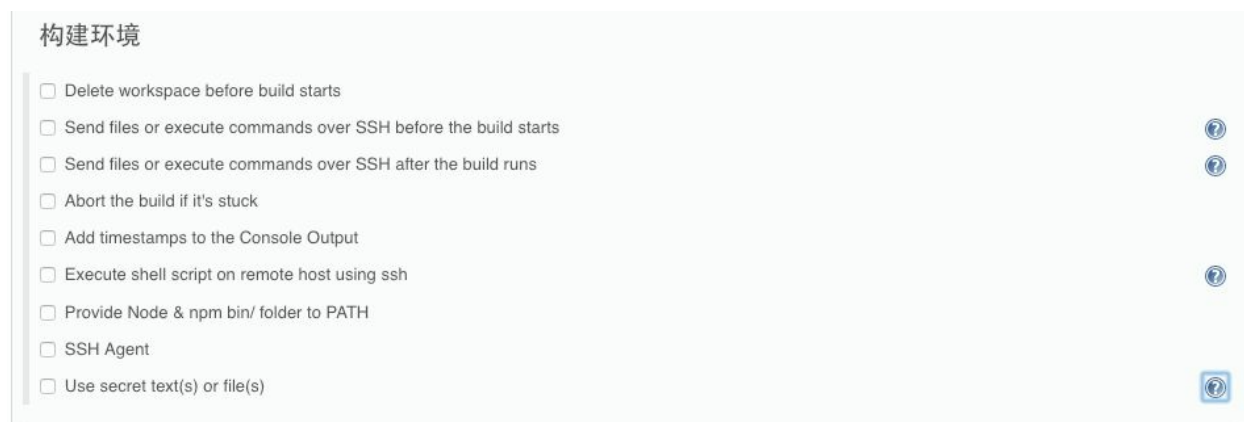 构建环境
Delete workspace before build starts
Send files or execute commands over SSH before the build starts
Send files or execute commands over SSH after the build runs
Abort the build if it's stuck
Add timestamps to the Console Output
Execute shell script on remote host using ssh
Provide Node & npm bin/ folder to PATH
SSH Agent
Use secret text(s) or file(s)